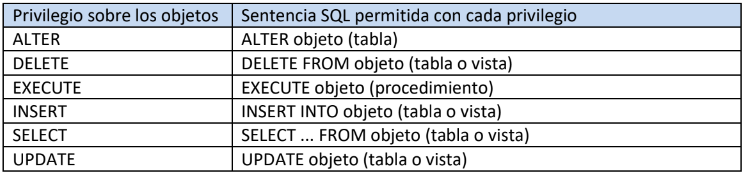 Privilegio sobre los objetos Sentencia SQL permitida con cada privilegio
ALTER ALTER objeto (tabla)
DELETE DELETE FROM objeto (tabla o vista)
EXECUTE EXECUTE objeto (procedimiento)
INSERT INSERT INTO objeto (tabla o vista)
SELECT SELECT ... FROM objeto (tabla o vista)
UPDATE UPDATE objeto (tabla o vista)